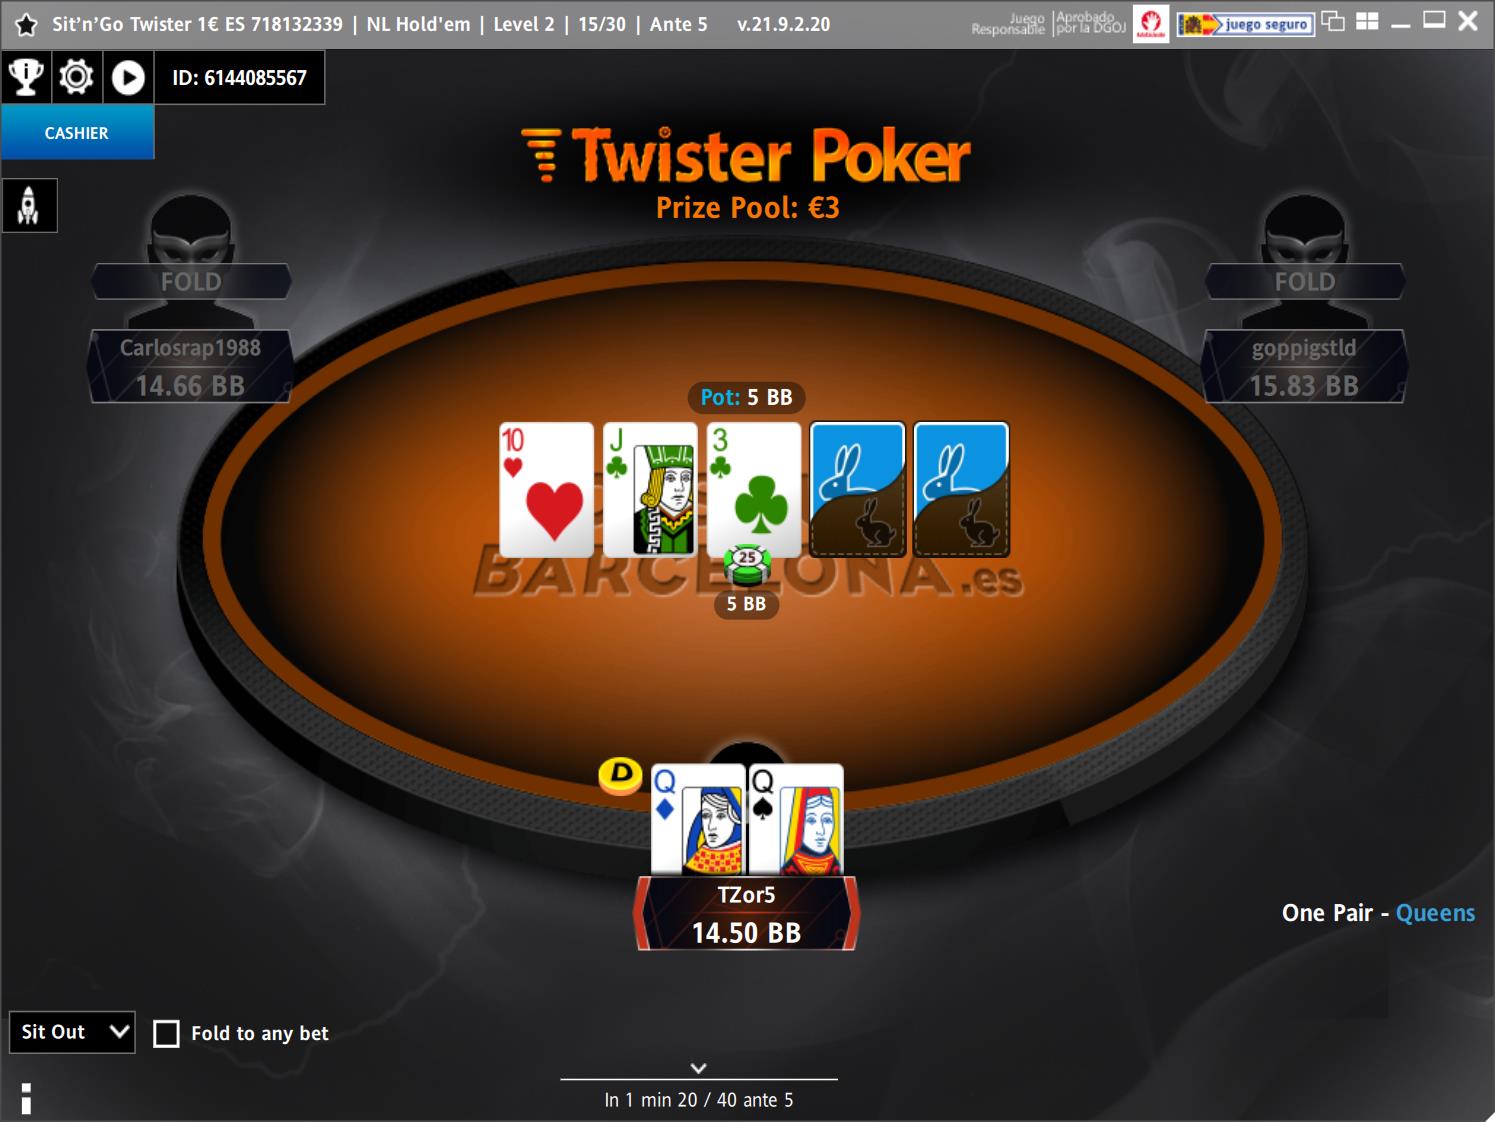 Sit'n'Go Twister 1€ ES 718132339 | NL Hold'em | Level 2 | 15/30 | Ante 5 v.21.9.2.20
Juego Responsable
Aprobado por la DGOJ
juego seguro
ID: 6144085567
CASHIER
Twister Poker
Prize Pool: €3
FOLD
Carlosrap1988
14.66 BB
FOLD
goppigstld
15.83 BB
Pot: 5 BB
10
J
3
25
BARCELONA.es
5 BB
D
Q
Q
TZor5
14.50 BB
One Pair - Queens
Sit Out
Fold to any bet
In 1 min 20 / 40 ante 5